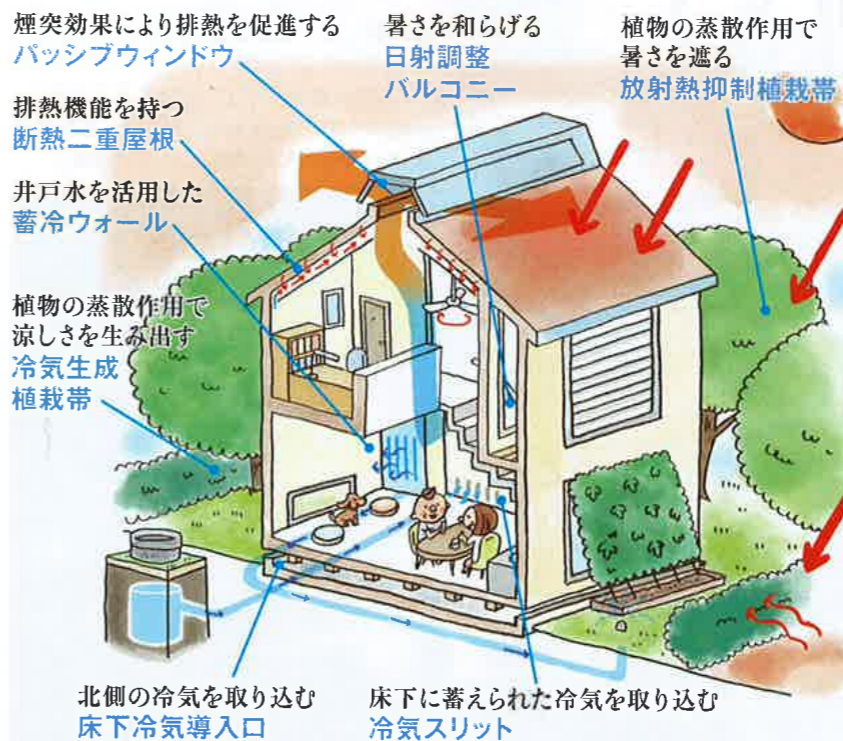 煙突効果により排熱を促進する
パッシブウィンドウ
暑さを和らげる
日射調整
バルコニー
植物の蒸散作用で
暑さを遮る
放射熱抑制植栽帯
排熱機能を持つ
断熱二重屋根
井戸水を活用した
蓄冷ウォール
植物の蒸散作用で
涼しさを生み出す
冷気生成
植栽帯
北側の冷気を取り込む
床下冷気導入口
床下に蓄えられた冷気を取り込む
冷気スリット